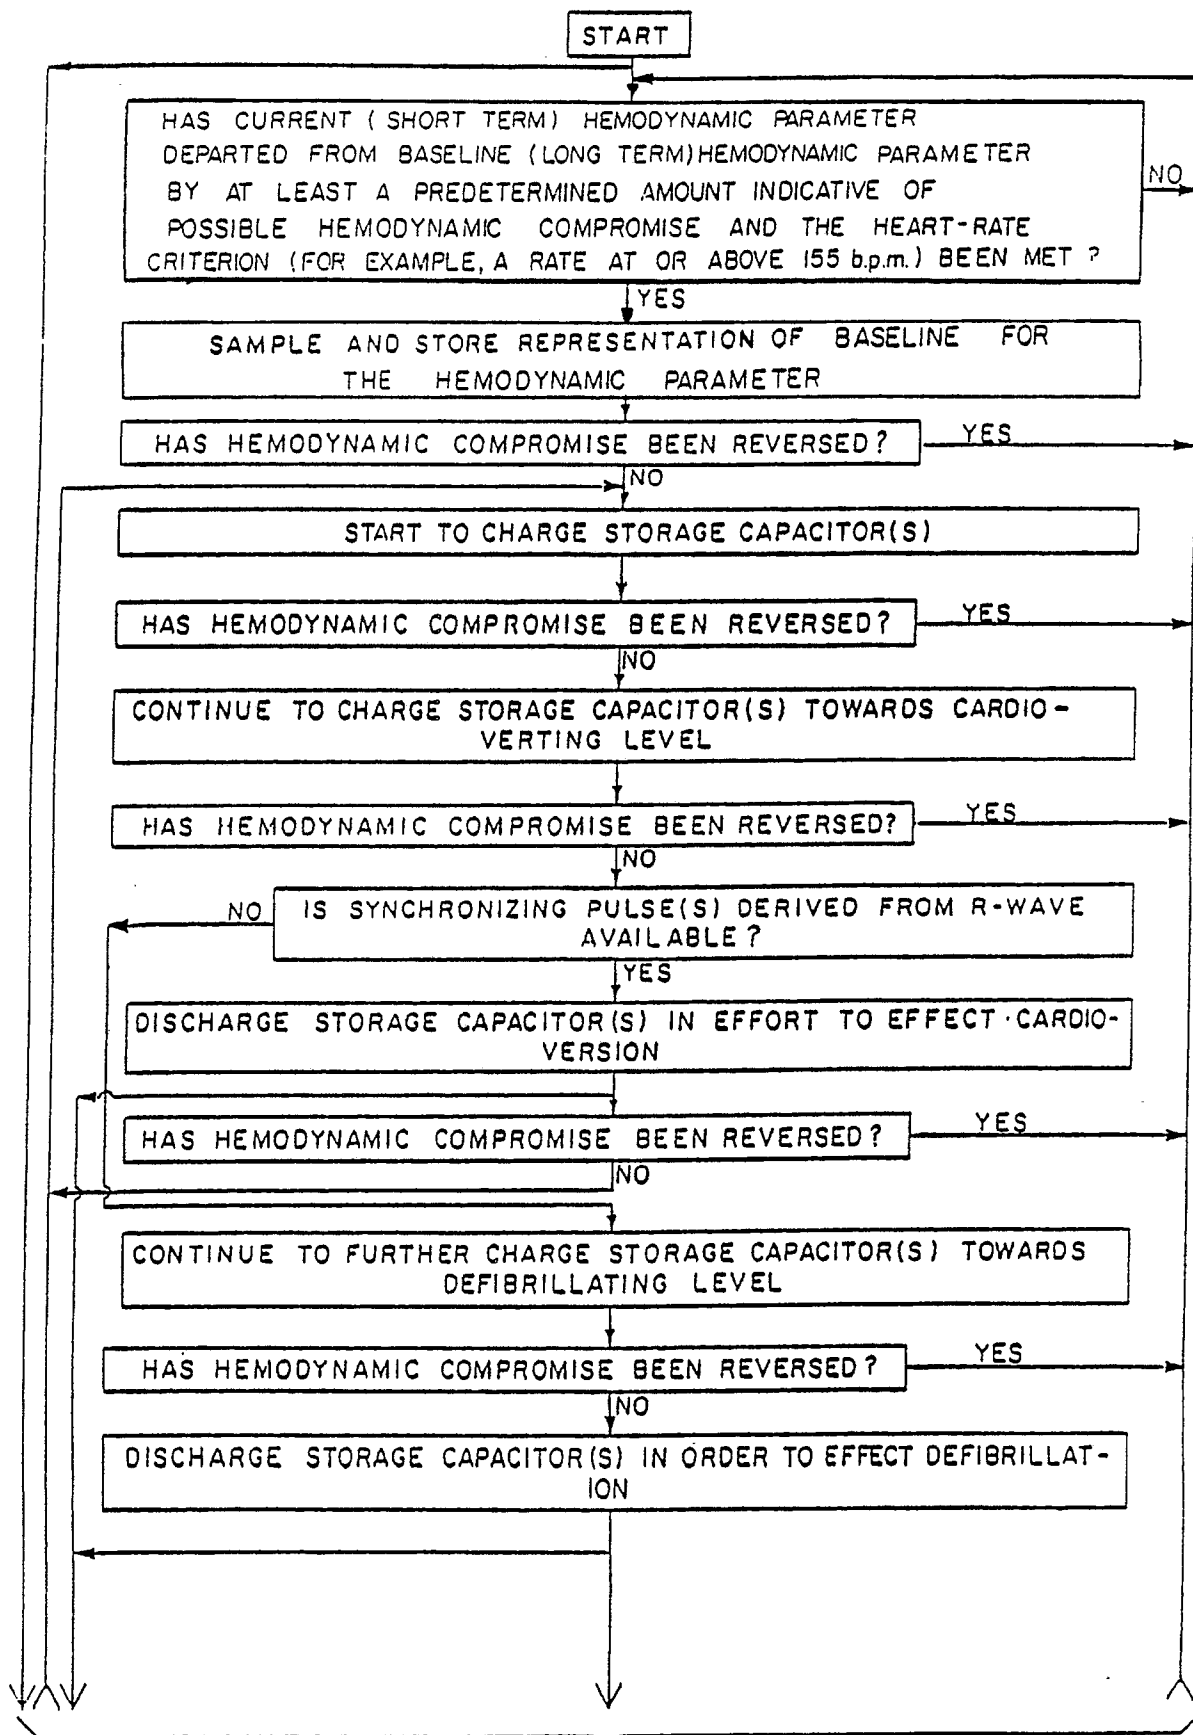 START
HAS CURRENT (SHORT TERM) HEMODYNAMIC PARAMETER
DEPARTED FROM BASELINE (LONG TERM) HEMODYNAMIC PARAMETER
BY AT LEAST A PREDETERMINED AMOUNT INDICATIVE OF
POSSIBLE HEMODYNAMIC COMPROMISE AND THE HEART-RATE
CRITERION (FOR EXAMPLE, A RATE AT OR ABOVE 155 b.p.m.) BEEN MET ?
NO
YES
SAMPLE AND STORE REPRESENTATION OF BASELINE FOR
THE HEMODYNAMIC PARAMETER
HAS HEMODYNAMIC COMPROMISE BEEN REVERSED?
YES
NO
START TO CHARGE STORAGE CAPACITOR(S)
HAS HEMODYNAMIC COMPROMISE BEEN REVERSED?
YES
NO
CONTINUE TO CHARGE STORAGE CAPACITOR(S) TOWARDS CARDIO-
VERTING LEVEL
HAS HEMODYNAMIC COMPROMISE BEEN REVERSED?
YES
NO
NO
IS SYNCHRONIZING PULSE(S) DERIVED FROM R-WAVE
AVAILABLE?
YES
DISCHARGE STORAGE CAPACITOR(S) IN EFFORT TO EFFECT CARDIO-
VERSION
HAS HEMODYNAMIC COMPROMISE BEEN REVERSED?
YES
NO
CONTINUE TO FURTHER CHARGE STORAGE CAPACITOR(S) TOWARDS
DEFIBRILLATING LEVEL
HAS HEMODYNAMIC COMPROMISE BEEN REVERSED?
YES
NO
DISCHARGE STORAGE CAPACITOR(S) IN ORDER TO EFFECT DEFIBRILLAT-
ION